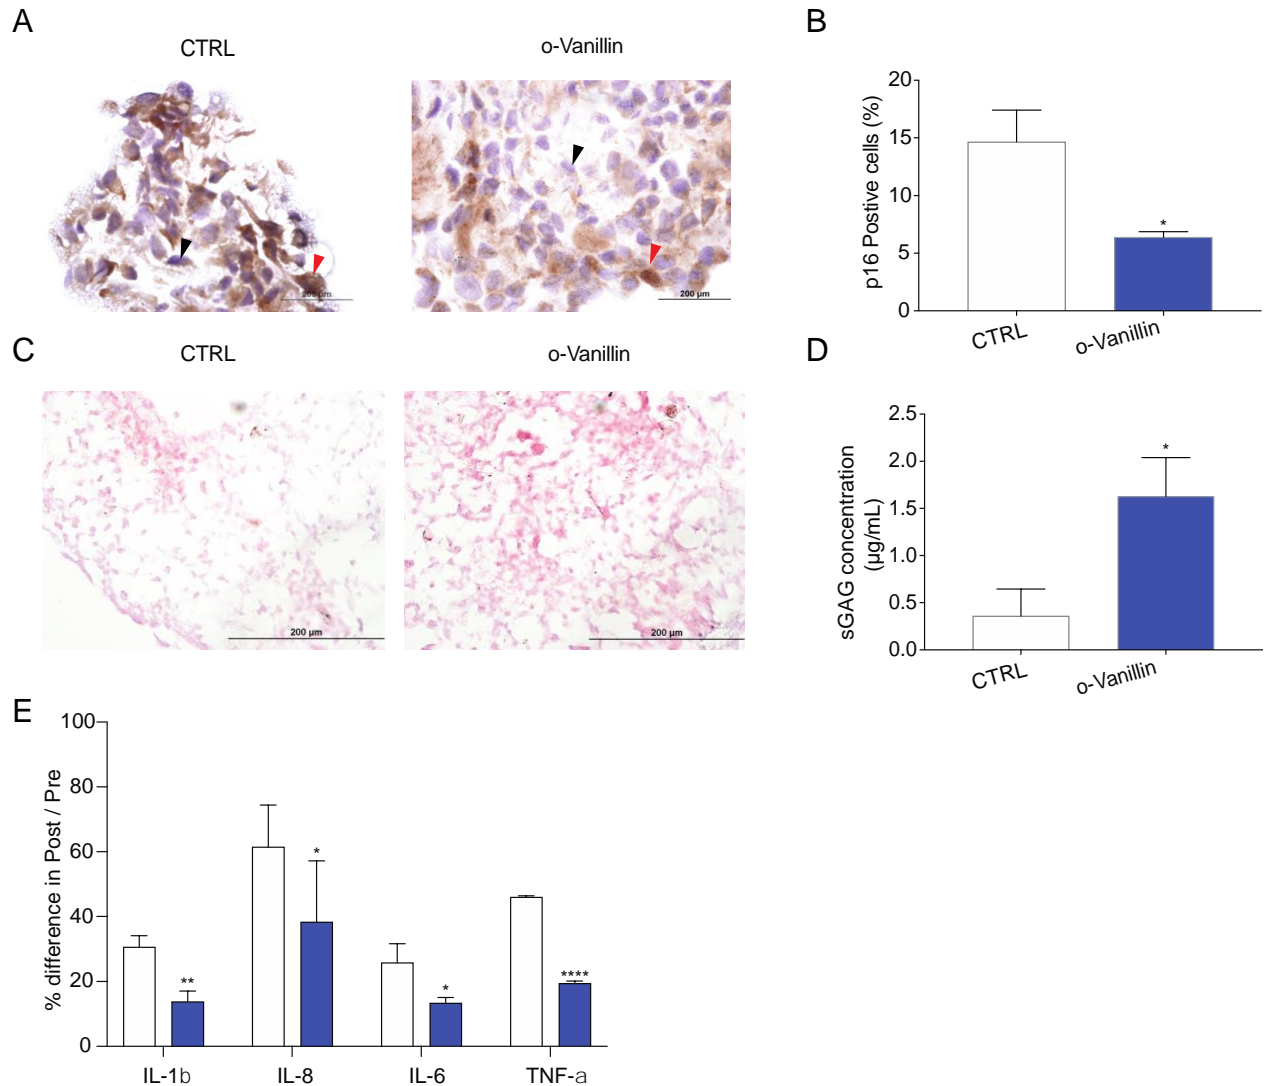 A
CTRL
o-Vanillin
200 µm
200 µm
B
p16 Postive cells (%)
20
15
10
5
0
CTRL
o-Vanillin
C
CTRL
o-Vanillin
200 µm
200 µm
D
sGAG concentration
(µg/mL)
2.5
2.0
1.5
1.0
0.5
0.0
*
*
CTRL
o-Vanillin
E
% difference in Post / Pre
100
80
60
40
20
0
**
*
*
****
IL-1b
IL-8
IL-6
TNF-a